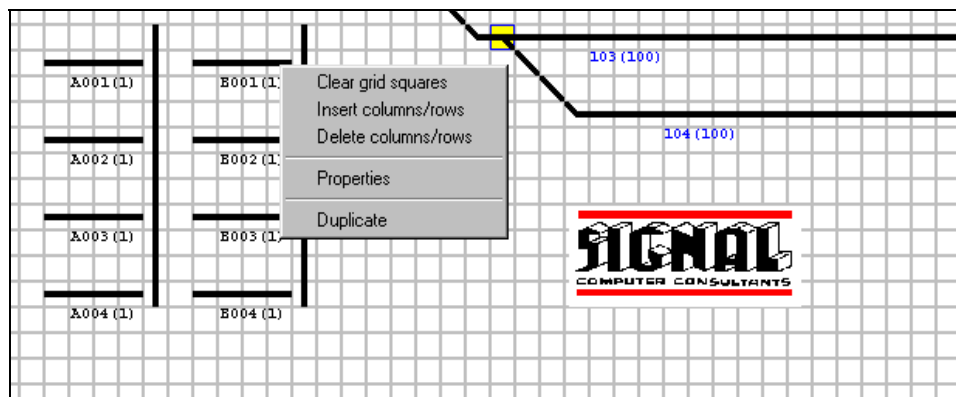 103 (100)
A001 (1)
B001 (1)
Clear grid squares
Insert columns/rows
Delete columns/rows
104 (100)
A002 (1)
B002 (1)
Properties
Duplicate
A003 (1)
B003 (1)
SIGNAL
COMPUTER CONSULTANTS
A004 (1)
B004 (1)